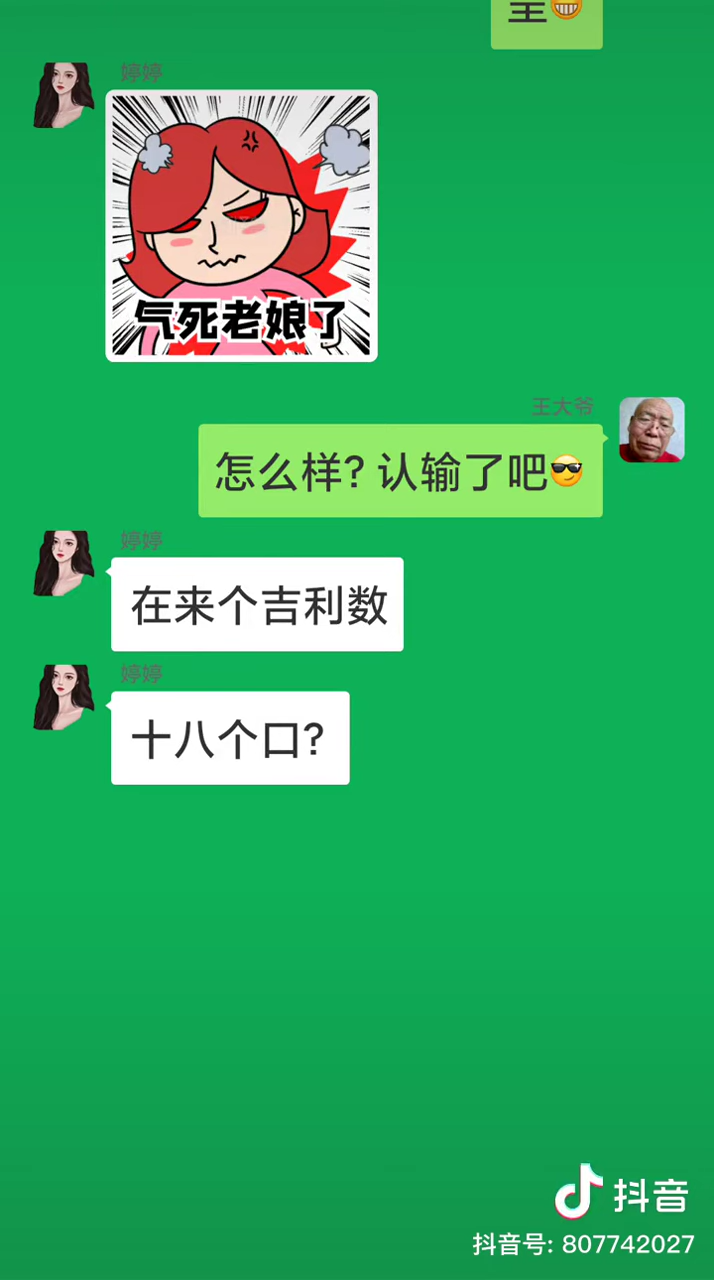 婷婷
气死老娘了
王大爷
怎么样? 认输了吧
婷婷
在来个吉利数
婷婷
十八个口?
抖音
抖音号: 807742027